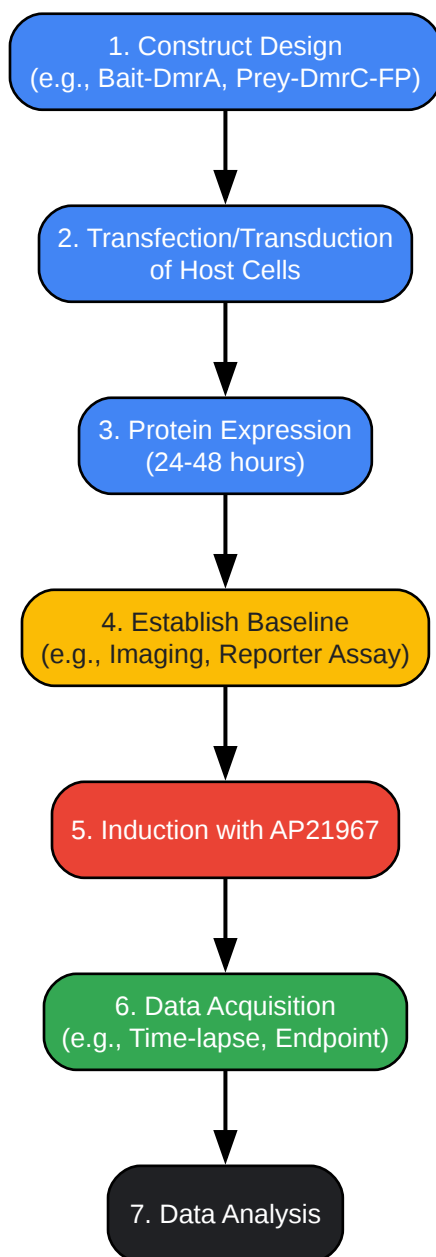 1. Construct Design
(e.g., Bait-DmrA, Prey-DmrC-FP)
2. Transfection/Transduction
of Host Cells
3. Protein Expression
(24-48 hours)
4. Establish Baseline
(e.g., Imaging, Reporter Assay)
5. Induction with AP21967
6. Data Acquisition
(e.g., Time-lapse, Endpoint)
7. Data Analysis